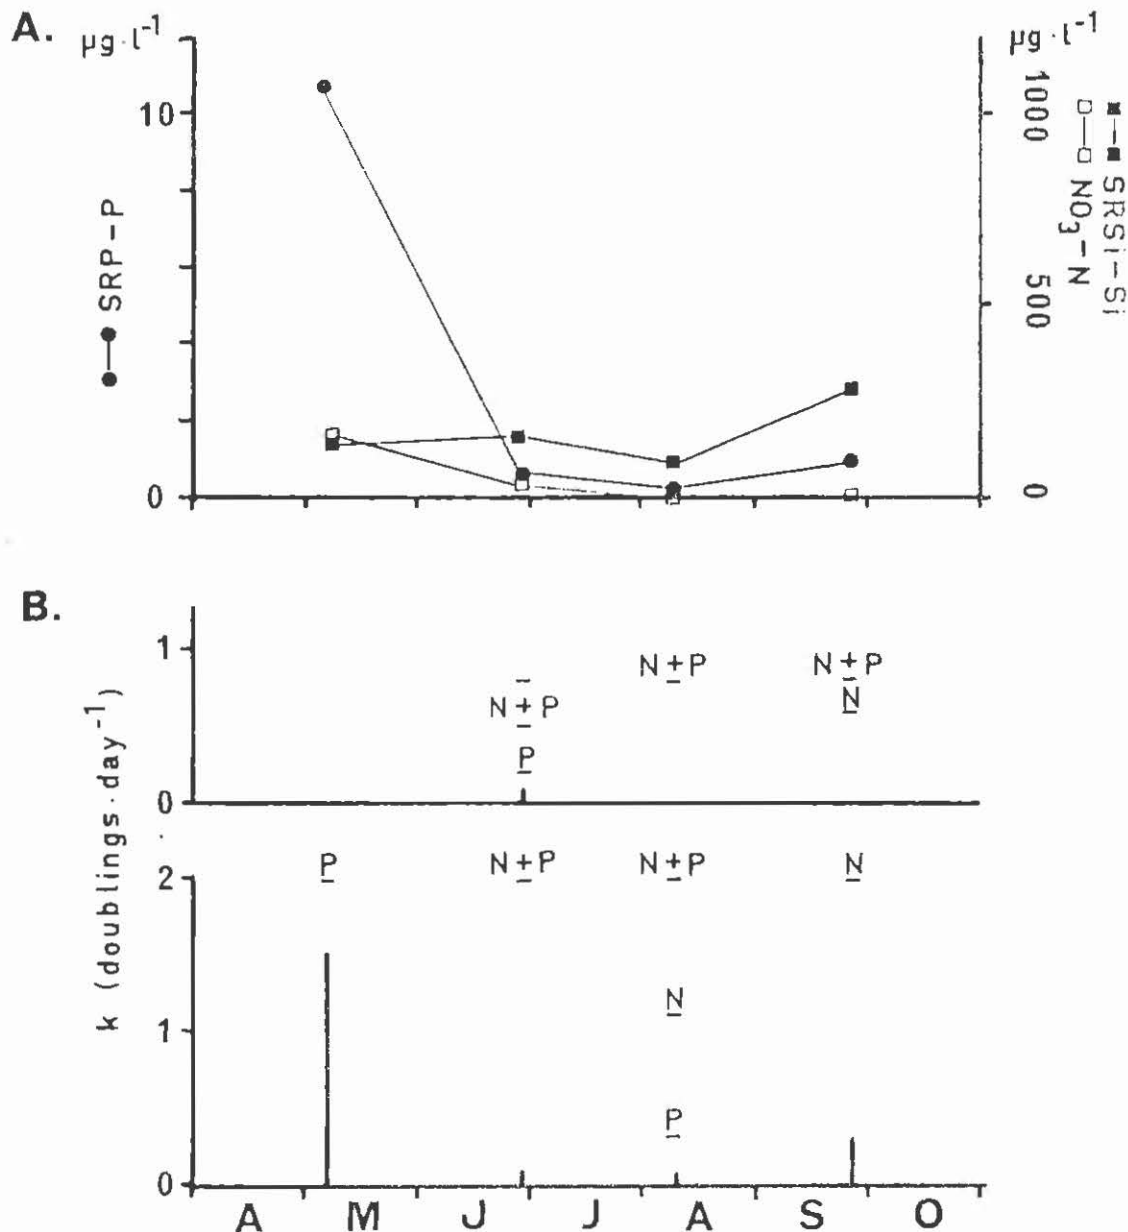 A.
µg·l⁻¹
µg·l⁻¹
10
0
●—● SRP-P
1000
500
0
■—■ SRSi-Si
□—□ NO₃-N
B.
k (doublings·day⁻¹)
1
0
N + P
P
N + P
N + P
N
2
1
0
P
N + P
N + P
N
N
P
A M J J A S O